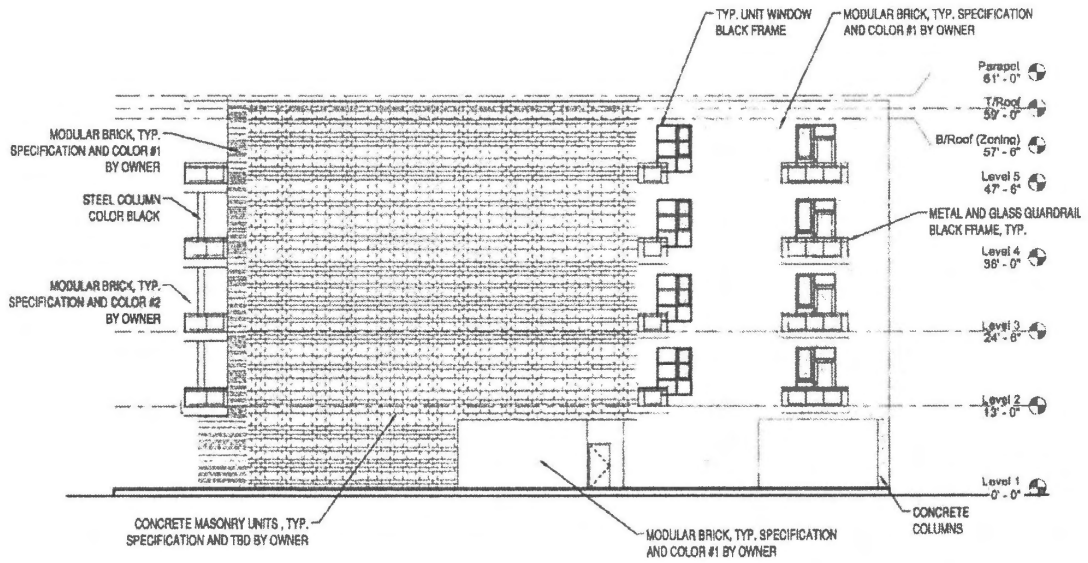 TYP. UNIT WINDOW
BLACK FRAME
MODULAR BRICK, TYP. SPECIFICATION
AND COLOR #1 BY OWNER
Parapet
61' - 0"
T/Roof
59' - 0"
B/Roof (Zoning)
57' - 6"
Level 5
47' - 6"
MODULAR BRICK, TYP.
SPECIFICATION AND COLOR #1
BY OWNER
STEEL COLUMN
COLOR BLACK
METAL AND GLASS GUARDRAIL
BLACK FRAME, TYP.
Level 4
36' - 0"
MODULAR BRICK, TYP.
SPECIFICATION AND COLOR #2
BY OWNER
Level 3
24' - 6"
Level 2
13' - 0"
Level 1
0' - 0"
CONCRETE MASONRY UNITS , TYP.
SPECIFICATION AND TBD BY OWNER
MODULAR BRICK, TYP. SPECIFICATION
AND COLOR #1 BY OWNER
CONCRETE
COLUMNS